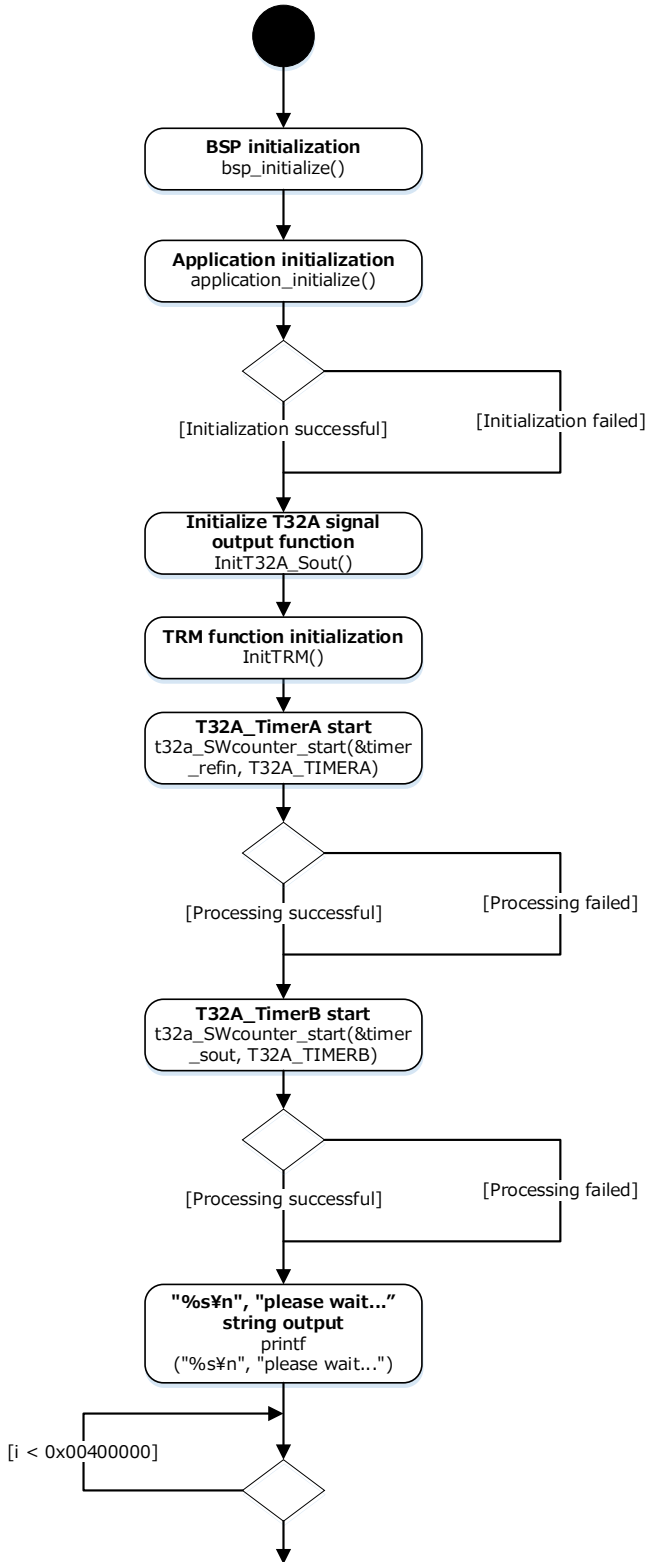 BSP initialization
bsp_initialize()
Application initialization
application_initialize()
[Initialization successful]
[Initialization failed]
Initialize T32A signal
output function
InitT32A_Sout()
TRM function initialization
InitTRM()
T32A_TimerA start
t32a_SWcounter_start(&timer
_refin, T32A_TIMERA)
[Processing successful]
[Processing failed]
T32A_TimerB start
t32a_SWcounter_start(&timer
_sout, T32A_TIMERB)
[Processing successful]
[Processing failed]
"%s¥n", "please wait...”
string output
printf
("%s¥n", "please wait...")
[i < 0x00400000]